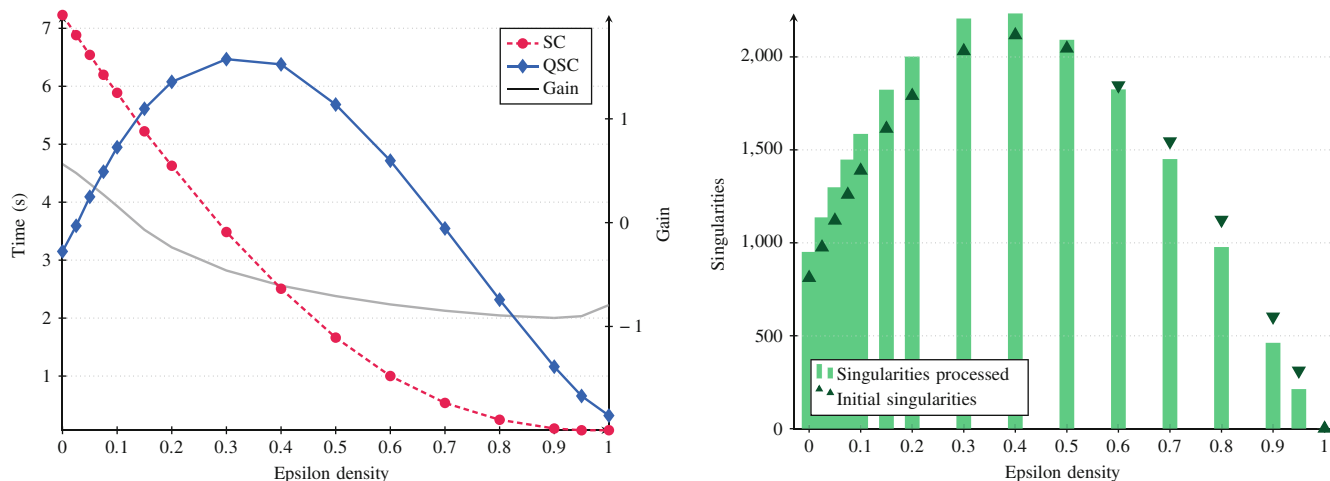 7
6
5
4
3
2
1
Time (s)
0 0.1 0.2 0.3 0.4 0.5 0.6 0.7 0.8 0.9 1
Epsilon density
1
0
−1
Gain
SC
QSC
Gain
2,000
1,500
1,000
500
0
Singularities
0 0.1 0.2 0.3 0.4 0.5 0.6 0.7 0.8 0.9 1
Epsilon density
Singularities processed
Initial singularities